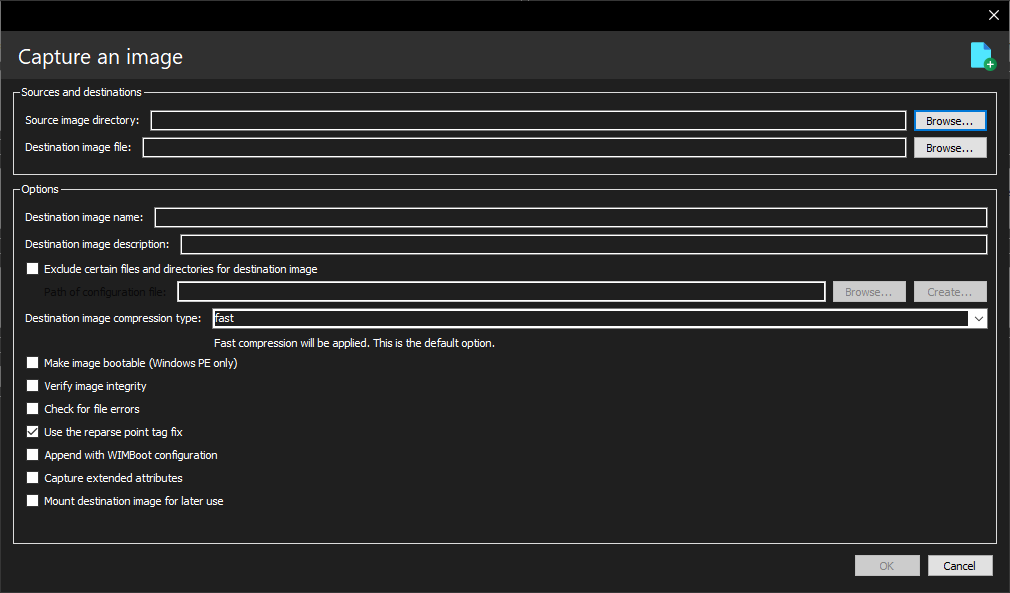 Capture an image
Sources and destinations
Source image directory:
Browse...
Destination image file:
Browse...
Options
Destination image name:
Destination image description:
Exclude certain files and directories for destination image
Path of configuration file:
Browse...
Create...
Destination image compression type:
fast
Fast compression will be applied. This is the default option.
Make image bootable (Windows PE only)
Verify image integrity
Check for file errors
Use the reparse point tag fix
Append with WIMBoot configuration
Capture extended attributes
Mount destination image for later use
OK
Cancel